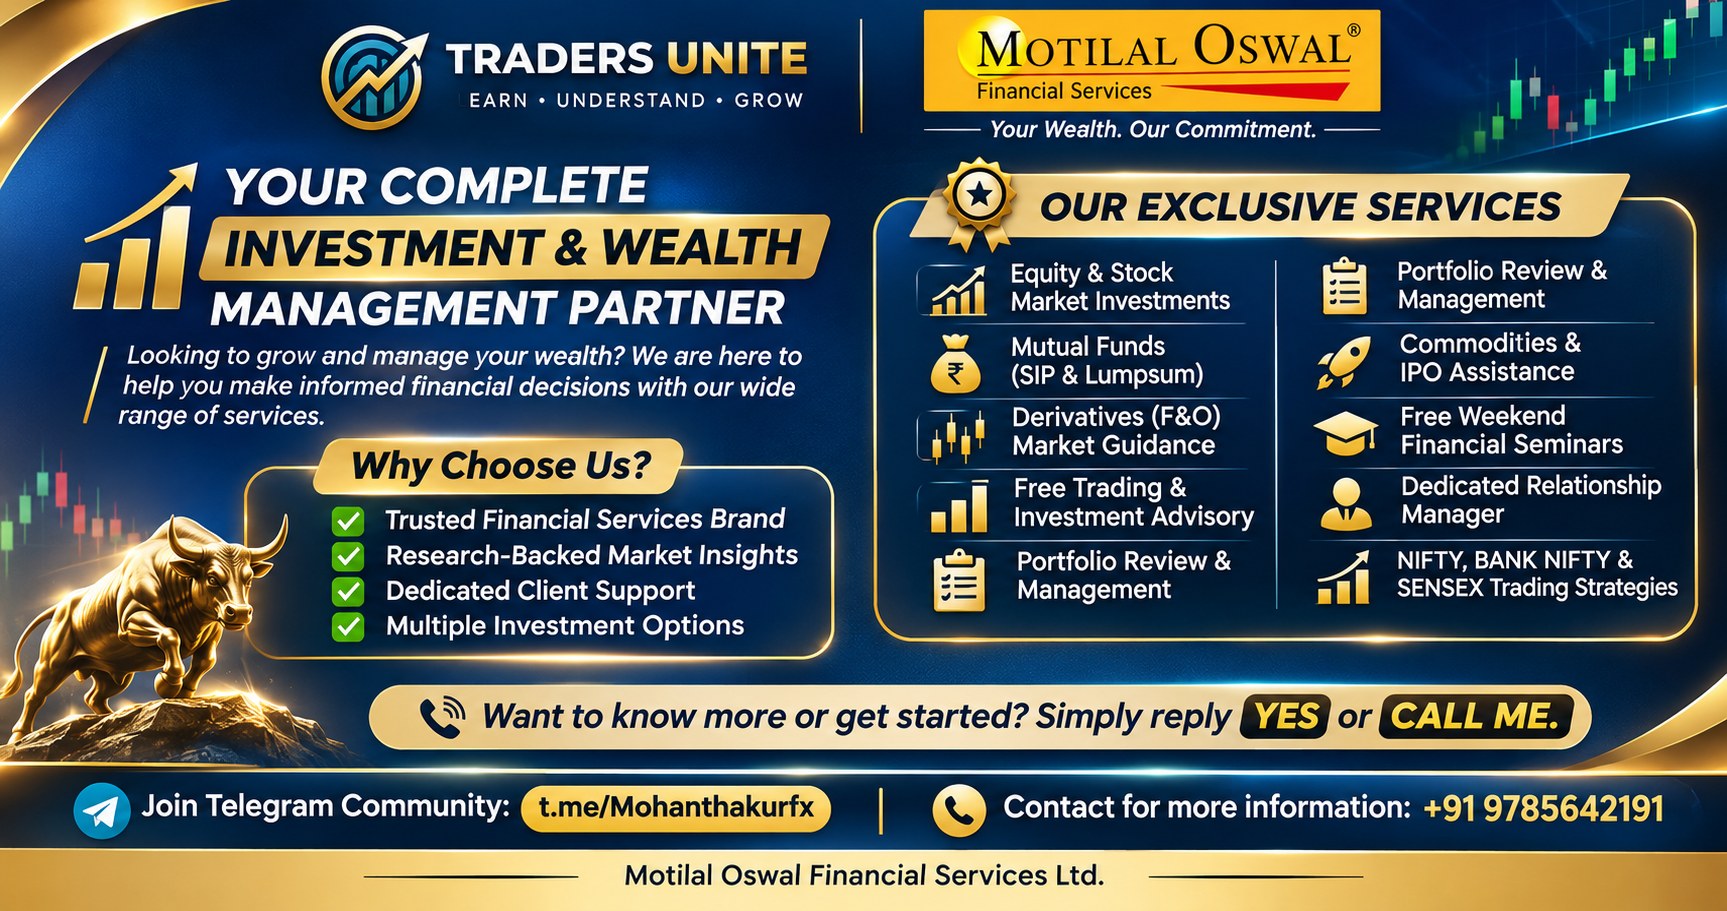 TRADERS UNITE
EARN • UNDERSTAND • GROW
MOTILAL OSWAL®
Financial Services
Your Wealth. Our Commitment.
YOUR COMPLETE
INVESTMENT & WEALTH
MANAGEMENT PARTNER
Looking to grow and manage your wealth? We are here to
help you make informed financial decisions with our wide
range of services.
Why Choose Us?
Trusted Financial Services Brand
Research-Backed Market Insights
Dedicated Client Support
Multiple Investment Options
OUR EXCLUSIVE SERVICES
Equity & Stock
Market Investments
Mutual Funds
(SIP & Lumpsum)
Derivatives (F&O)
Market Guidance
Free Trading &
Investment Advisory
Portfolio Review &
Management
Portfolio Review &
Management
Commodities &
IPO Assistance
Free Weekend
Financial Seminars
Dedicated Relationship
Manager
NIFTY, BANK NIFTY &
SENSEX Trading Strategies
Want to know more or get started? Simply reply YES or CALL ME.
Join Telegram Community: t.me/Mohanthakurfx
Contact for more information: +91 9785642191
Motilal Oswal Financial Services Ltd.